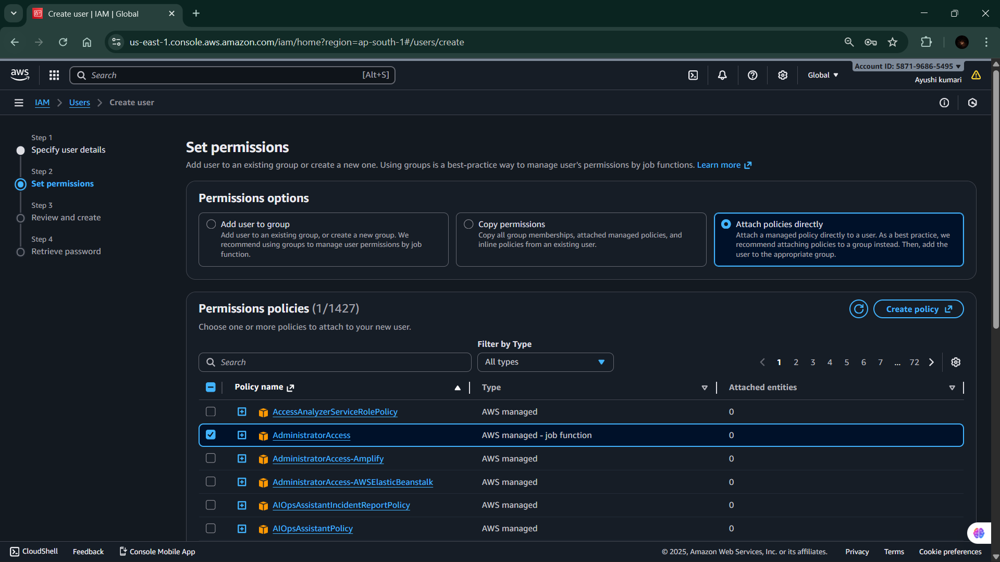 Create user | IAM | Global
us-east-1.console.aws.amazon.com/iam/home?region=ap-south-1#/users/create
aws
Search
[Alt+S]
Global
Account ID: 5871-9686-5495
Ayushi kumari
IAM
Users
Create user
Step 1
Specify user details
Step 2
Set permissions
Step 3
Review and create
Step 4
Retrieve password
Set permissions
Add user to an existing group or create a new one. Using groups is a best-practice way to manage user's permissions by job functions. Learn more
Permissions options
Add user to group
Add user to an existing group, or create a new group. We
recommend using groups to manage user permissions by job
function.
Copy permissions
Copy all group memberships, attached managed policies, and
inline policies from an existing user.
Attach policies directly
Attach a managed policy directly to a user. As a best practice, we
recommend attaching policies to a group instead. Then, add the
user to the appropriate group.
Permissions policies (1/1427)
Create policy
Choose one or more policies to attach to your new user.
Filter by Type
Search
All types
1 2 3 4 5 6 7 ... 72
Policy name Type Attached entities
AccessAnalyzerServiceRolePolicy AWS managed 0
AdministratorAccess AWS managed - job function 0
AdministratorAccess-Amplify AWS managed 0
AdministratorAccess-AWSElasticBeanstalk AWS managed 0
AIOpsAssistantIncidentReportPolicy AWS managed 0
AIOpsAssistantPolicy AWS managed 0
CloudShell Feedback Console Mobile App © 2025, Amazon Web Services, Inc. or its affiliates. Privacy Terms Cookie preferences